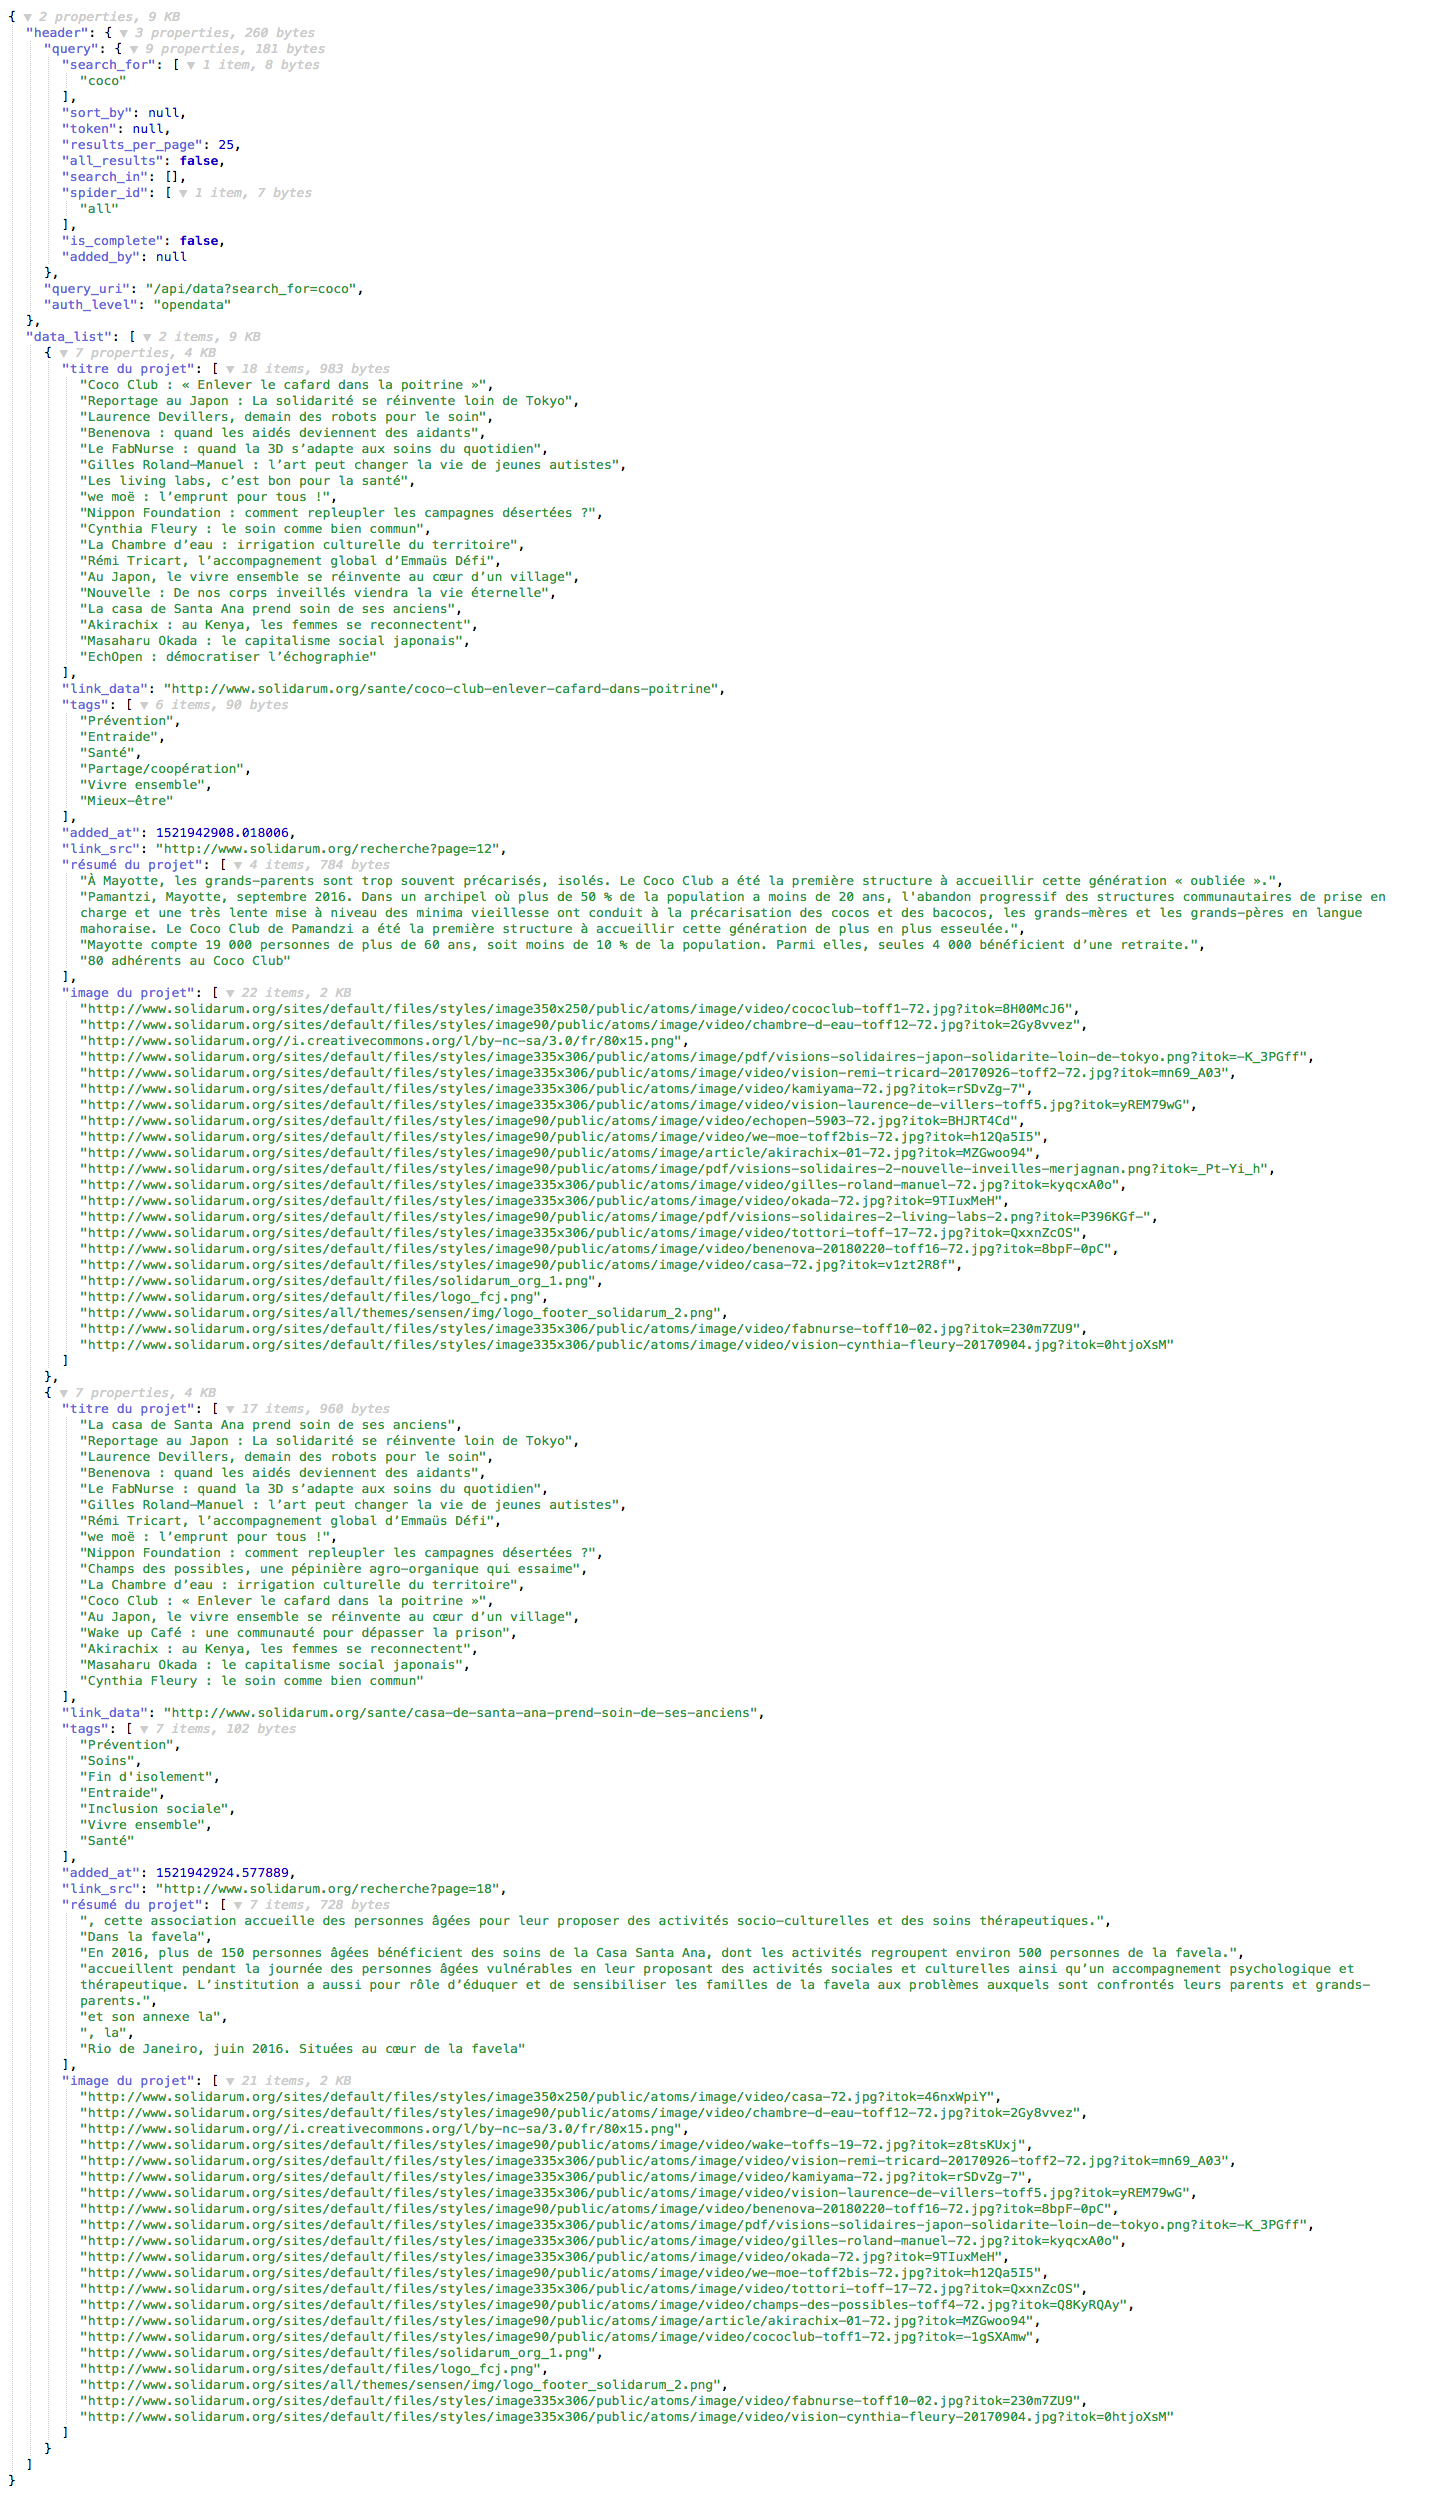 { ▼ 2 properties, 9 KB
"header": { ▼ 3 properties, 260 bytes
"query": { ▼ 9 properties, 181 bytes
"search_for": [ ▼ 1 item, 8 bytes
"coco"
],
"sort_by": null,
"token": null,
"results_per_page": 25,
"all_results": false,
"search_in": [],
"spider_id": [ ▼ 1 item, 7 bytes
"all"
],
"is_complete": false,
"added_by": null
},
"query_uri": "/api/data?search_for=coco",
"auth_level": "opendata"
},
"data_list": [ ▼ 2 items, 9 KB
{ ▼ 7 properties, 4 KB
"titre du projet": [ ▼ 18 items, 983 bytes
"Coco Club : « Enlever le cafard dans la poitrine »",
"Reportage au Japon : La solidarité se réinvente loin de Tokyo",
"Laurence Devillers, demain des robots pour le soin",
"Benenova : quand les aidés deviennent des aidants",
"Le FabNurse : quand la 3D s’adapte aux soins du quotidien",
"Gilles Roland-Manuel : l’art peut changer la vie de jeunes autistes",
"Les living labs, c’est bon pour la santé",
"we moë : l’emprunt pour tous !",
"Nippon Foundation : comment repleupler les campagnes désertées ?",
"Cynthia Fleury : le soin comme bien commun",
"La Chambre d’eau : irrigation culturelle du territoire",
"Rémi Tricart, l’accompagnement global d’Emmaüs Défi",
"Au Japon, le vivre ensemble se réinvente au cœur d’un village",
"Nouvelle : De nos corps inveillés viendra la vie éternelle",
"La casa de Santa Ana prend soin de ses anciens",
"Akirachix : au Kenya, les femmes se reconnectent",
"Masaharu Okada : le capitalisme social japonais",
"EchOpen : démocratiser l’échographie"
],
"link_data": "http://www.solidarum.org/sante/coco-club-enlever-cafard-dans-poitrine",
"tags": [ ▼ 6 items, 90 bytes
"Prévention",
"Entraide",
"Santé",
"Partage/coopération",
"Vivre ensemble",
"Mieux-être"
],
"added_at": 1521942908.018006,
"link_src": "http://www.solidarum.org/recherche?page=12",
"résumé du projet": [ ▼ 4 items, 784 bytes
"À Mayotte, les grands-parents sont trop souvent précarisés, isolés. Le Coco Club a été la première structure à accueillir cette génération « oubliée ».",
"Pamantzi, Mayotte, septembre 2016. Dans un archipel où plus de 50 % de la population a moins de 20 ans, l'abandon progressif des structures communautaires de prise en
charge et une très lente mise à niveau des minima vieillesse ont conduit à la précarisation des cocos et des bacocos, les grands-mères et les grands-pères en langue
mahoraise. Le Coco Club de Pamandzi a été la première structure à accueillir cette génération de plus en plus esseulée.",
"Mayotte compte 19 000 personnes de plus de 60 ans, soit moins de 10 % de la population. Parmi elles, seules 4 000 bénéficient d’une retraite.",
"80 adhérents au Coco Club"
],
"image du projet": [ ▼ 22 items, 2 KB
"http://www.solidarum.org/sites/default/files/styles/image350x250/public/atoms/image/video/cococlub-toff1-72.jpg?itok=8H00McJ6",
"http://www.solidarum.org/sites/default/files/styles/image90/public/atoms/image/video/chambre-d-eau-toff12-72.jpg?itok=2Gy8vvez",
"http://www.solidarum.org//i.creativecommons.org/l/by-nc-sa/3.0/fr/80x15.png",
"http://www.solidarum.org/sites/default/files/styles/image335x306/public/atoms/image/pdf/visions-solidaires-japon-solidarite-loin-de-tokyo.png?itok=-K_3PGff",
"http://www.solidarum.org/sites/default/files/styles/image335x306/public/atoms/image/video/vision-remi-tricard-20170926-toff2-72.jpg?itok=mn69_A03",
"http://www.solidarum.org/sites/default/files/styles/image335x306/public/atoms/image/video/kamiyama-72.jpg?itok=rSDvZg-7",
"http://www.solidarum.org/sites/default/files/styles/image335x306/public/atoms/image/video/vision-laurence-de-villers-toff5.jpg?itok=yREM79wG",
"http://www.solidarum.org/sites/default/files/styles/image90/public/atoms/image/video/echopen-5903-72.jpg?itok=BHJRT4Cd",
"http://www.solidarum.org/sites/default/files/styles/image90/public/atoms/image/video/we-moe-toff2bis-72.jpg?itok=h12Qa5I5",
"http://www.solidarum.org/sites/default/files/styles/image90/public/atoms/image/article/akirachix-01-72.jpg?itok=MZGwoo94",
"http://www.solidarum.org/sites/default/files/styles/image90/public/atoms/image/pdf/visions-solidaires-2-nouvelle-inveilles-merjagnan.png?itok=_Pt-Yi_h",
"http://www.solidarum.org/sites/default/files/styles/image335x306/public/atoms/image/video/gilles-roland-manuel-72.jpg?itok=kyqcxA0o",
"http://www.solidarum.org/sites/default/files/styles/image335x306/public/atoms/image/video/okada-72.jpg?itok=9TIuxMeH",
"http://www.solidarum.org/sites/default/files/styles/image90/public/atoms/image/pdf/visions-solidaires-2-living-labs-2.png?itok=P396KGf-",
"http://www.solidarum.org/sites/default/files/styles/image335x306/public/atoms/image/video/tottori-toff-17-72.jpg?itok=QxxnZcOS",
"http://www.solidarum.org/sites/default/files/styles/image90/public/atoms/image/video/benenova-20180220-toff16-72.jpg?itok=8bpF-0pC",
"http://www.solidarum.org/sites/default/files/styles/image90/public/atoms/image/video/casa-72.jpg?itok=v1zt2R8f",
"http://www.solidarum.org/sites/default/files/solidarum_org_1.png",
"http://www.solidarum.org/sites/default/files/logo_fcj.png",
"http://www.solidarum.org/sites/all/themes/sensen/img/logo_footer_solidarum_2.png",
"http://www.solidarum.org/sites/default/files/styles/image335x306/public/atoms/image/video/fabnurse-toff10-02.jpg?itok=230m7ZU9",
"http://www.solidarum.org/sites/default/files/styles/image335x306/public/atoms/image/video/vision-cynthia-fleury-20170904.jpg?itok=0htjoXsM"
]
},
{ ▼ 7 properties, 4 KB
"titre du projet": [ ▼ 17 items, 960 bytes
"La casa de Santa Ana prend soin de ses anciens",
"Reportage au Japon : La solidarité se réinvente loin de Tokyo",
"Laurence Devillers, demain des robots pour le soin",
"Benenova : quand les aidés deviennent des aidants",
"Le FabNurse : quand la 3D s’adapte aux soins du quotidien",
"Gilles Roland-Manuel : l’art peut changer la vie de jeunes autistes",
"Rémi Tricart, l’accompagnement global d’Emmaüs Défi",
"we moë : l’emprunt pour tous !",
"Nippon Foundation : comment repleupler les campagnes désertées ?",
"Champs des possibles, une pépinière agro-organique qui essaime",
"La Chambre d’eau : irrigation culturelle du territoire",
"Coco Club : « Enlever le cafard dans la poitrine »",
"Au Japon, le vivre ensemble se réinvente au cœur d’un village",
"Wake up Café : une communauté pour dépasser la prison",
"Akirachix : au Kenya, les femmes se reconnectent",
"Masaharu Okada : le capitalisme social japonais",
"Cynthia Fleury : le soin comme bien commun"
],
"link_data": "http://www.solidarum.org/sante/casa-de-santa-ana-prend-soin-de-ses-anciens",
"tags": [ ▼ 7 items, 102 bytes
"Prévention",
"Soins",
"Fin d'isolement",
"Entraide",
"Inclusion sociale",
"Vivre ensemble",
"Santé"
],
"added_at": 1521942924.577889,
"link_src": "http://www.solidarum.org/recherche?page=18",
"résumé du projet": [ ▼ 7 items, 728 bytes
", cette association accueille des personnes âgées pour leur proposer des activités socio-culturelles et des soins thérapeutiques.",
"Dans la favela",
"En 2016, plus de 150 personnes âgées bénéficient des soins de la Casa Santa Ana, dont les activités regroupent environ 500 personnes de la favela.",
"accueillent pendant la journée des personnes âgées vulnérables en leur proposant des activités sociales et culturelles ainsi qu’un accompagnement psychologique et
thérapeutique. L’institution a aussi pour rôle d’éduquer et de sensibiliser les familles de la favela aux problèmes auxquels sont confrontés leurs parents et grands-
parents.",
"et son annexe la",
", la",
"Rio de Janeiro, juin 2016. Situées au cœur de la favela"
],
"image du projet": [ ▼ 21 items, 2 KB
"http://www.solidarum.org/sites/default/files/styles/image350x250/public/atoms/image/video/casa-72.jpg?itok=46nxWpiY",
"http://www.solidarum.org/sites/default/files/styles/image90/public/atoms/image/video/chambre-d-eau-toff12-72.jpg?itok=2Gy8vvez",
"http://www.solidarum.org//i.creativecommons.org/l/by-nc-sa/3.0/fr/80x15.png",
"http://www.solidarum.org/sites/default/files/styles/image90/public/atoms/image/video/wake-toffs-19-72.jpg?itok=z8tsKUxj",
"http://www.solidarum.org/sites/default/files/styles/image335x306/public/atoms/image/video/vision-remi-tricard-20170926-toff2-72.jpg?itok=mn69_A03",
"http://www.solidarum.org/sites/default/files/styles/image335x306/public/atoms/image/video/kamiyama-72.jpg?itok=rSDvZg-7",
"http://www.solidarum.org/sites/default/files/styles/image335x306/public/atoms/image/video/vision-laurence-de-villers-toff5.jpg?itok=yREM79wG",
"http://www.solidarum.org/sites/default/files/styles/image90/public/atoms/image/video/benenova-20180220-toff16-72.jpg?itok=8bpF-0pC",
"http://www.solidarum.org/sites/default/files/styles/image335x306/public/atoms/image/pdf/visions-solidaires-japon-solidarite-loin-de-tokyo.png?itok=-K_3PGff",
"http://www.solidarum.org/sites/default/files/styles/image335x306/public/atoms/image/video/gilles-roland-manuel-72.jpg?itok=kyqcxA0o",
"http://www.solidarum.org/sites/default/files/styles/image335x306/public/atoms/image/video/okada-72.jpg?itok=9TIuxMeH",
"http://www.solidarum.org/sites/default/files/styles/image90/public/atoms/image/video/we-moe-toff2bis-72.jpg?itok=h12Qa5I5",
"http://www.solidarum.org/sites/default/files/styles/image335x306/public/atoms/image/video/tottori-toff-17-72.jpg?itok=QxxnZcOS",
"http://www.solidarum.org/sites/default/files/styles/image90/public/atoms/image/video/champs-des-possibles-toff4-72.jpg?itok=Q8KyRQAy",
"http://www.solidarum.org/sites/default/files/styles/image90/public/atoms/image/article/akirachix-01-72.jpg?itok=MZGwoo94",
"http://www.solidarum.org/sites/default/files/styles/image90/public/atoms/image/video/cococlub-toff1-72.jpg?itok=-1gSXAmw",
"http://www.solidarum.org/sites/default/files/solidarum_org_1.png",
"http://www.solidarum.org/sites/default/files/logo_fcj.png",
"http://www.solidarum.org/sites/all/themes/sensen/img/logo_footer_solidarum_2.png",
"http://www.solidarum.org/sites/default/files/styles/image335x306/public/atoms/image/video/fabnurse-toff10-02.jpg?itok=230m7ZU9",
"http://www.solidarum.org/sites/default/files/styles/image335x306/public/atoms/image/video/vision-cynthia-fleury-20170904.jpg?itok=0htjoXsM"
]
}
]
}